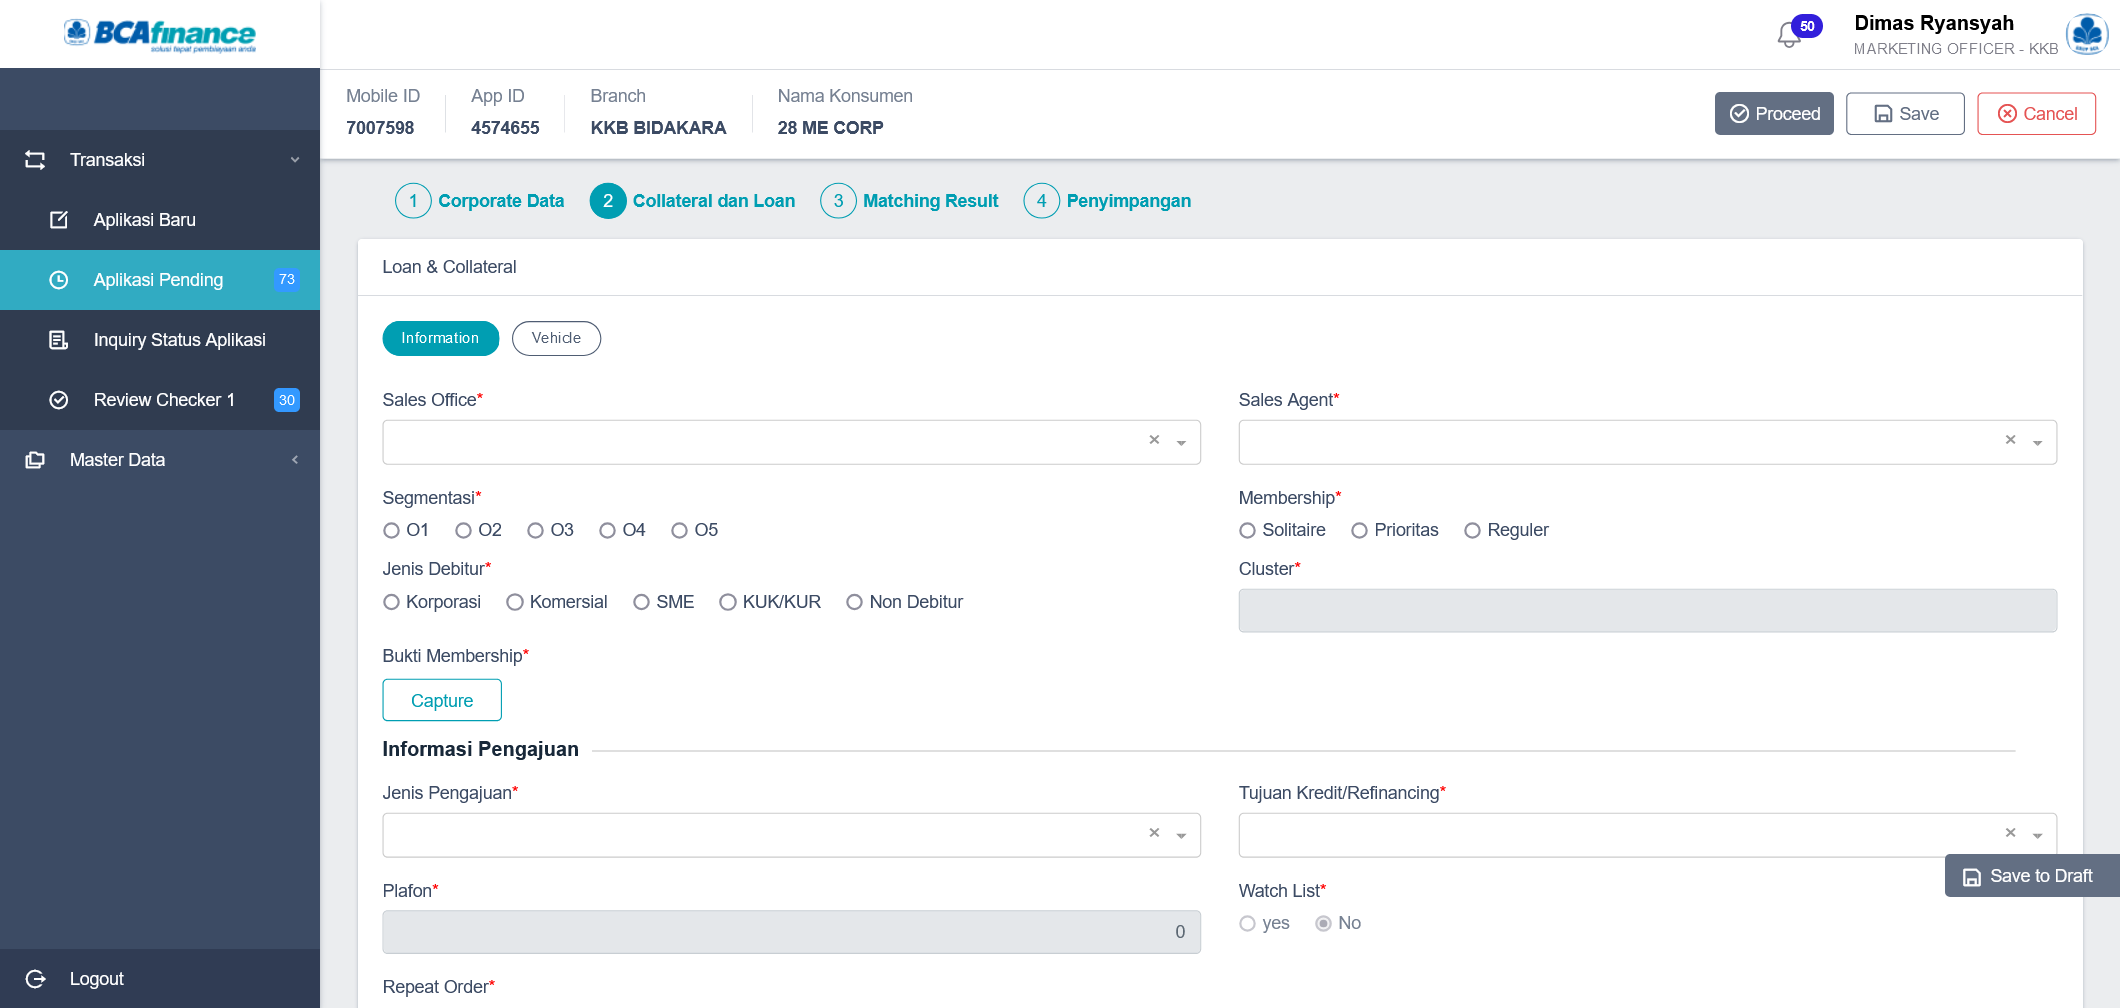 BCAfinance
solusi tepat pembiayaan anda
50
Dimas Ryansyah
MARKETING OFFICER - KKB
Mobile ID
7007598
App ID
4574655
Branch
KKB BIDAKARA
Nama Konsumen
28 ME CORP
Proceed
Save
Cancel
Transaksi
Aplikasi Baru
Aplikasi Pending 73
Inquiry Status Aplikasi
Review Checker 1 30
Master Data
Logout
1 Corporate Data 2 Collateral dan Loan 3 Matching Result 4 Penyimpangan
Loan & Collateral
Information Vehicle
Sales Office*
Sales Agent*
Segmentasi*
O1 O2 O3 O4 O5
Membership*
Solitaire Prioritas Reguler
Jenis Debitur*
Korporasi Komersial SME KUK/KUR Non Debitur
Cluster*
Bukti Membership*
Capture
Informasi Pengajuan
Jenis Pengajuan*
Tujuan Kredit/Refinancing*
Plafon*
0
Watch List*
yes No
Save to Draft
Repeat Order*